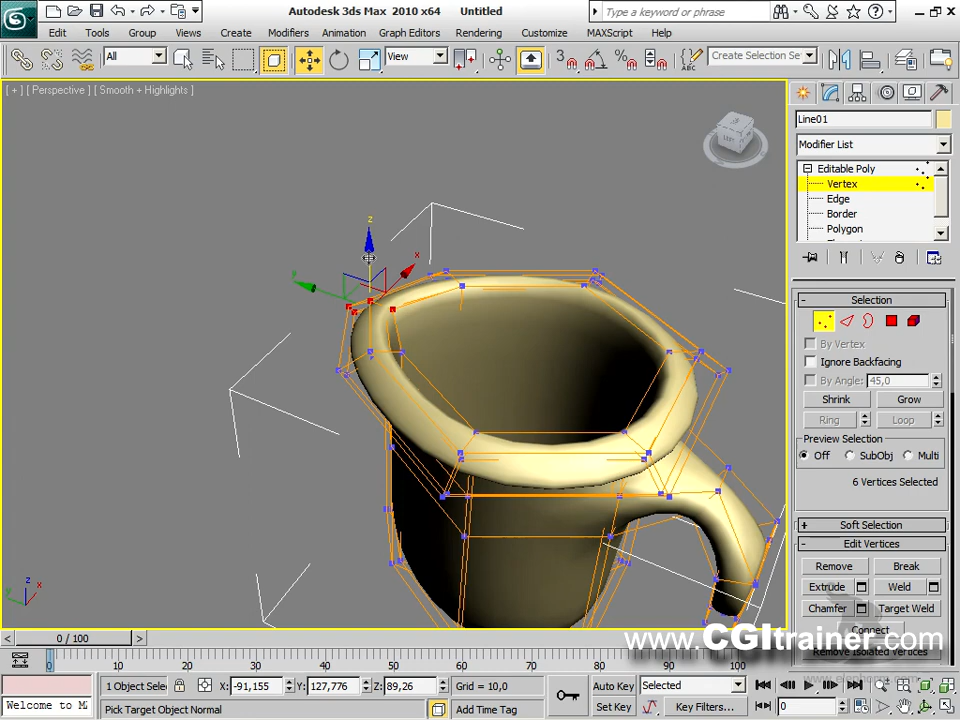 Autodesk 3ds Max 2010 x64 Untitled
Type a keyword or phrase
Edit Tools Group Views Create Modifiers Animation Graph Editors Rendering Customize MAXScript Help
All View Create Selection Se
[ + ] [ Perspective ] [ Smooth + Highlights ]
Line01
Modifier List
Editable Poly
Vertex
Edge
Border
Polygon
z
x
y
- Selection
By Vertex
Ignore Backfacing
By Angle: 45,0
Shrink Grow
Ring Loop
Preview Selection
Off SubObj Multi
6 Vertices Selected
+ Soft Selection
- Edit Vertices
Remove Break
Extrude Weld
Chamfer Target Weld
Connect
Remove Isolated Vertices
z
x
y
www.CGItrainer.com
< 0 / 100 >
0 10 20 30 40 50 60 70 80 90 100
1 Object Selec X: -91,155 Y: 127,776 Z: 89,26 Grid = 10,0 Auto Key Selected
Welcome to M Pick Target Object Normal Add Time Tag Set Key Key Filters... 0